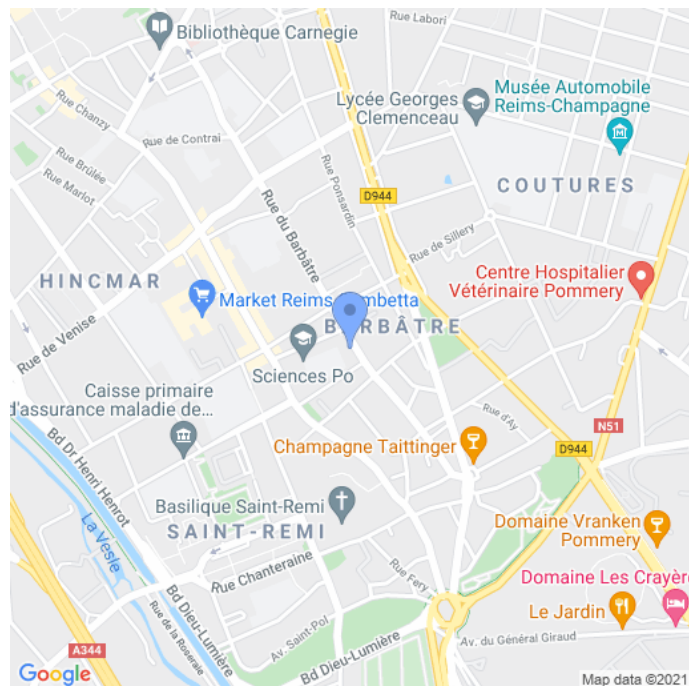 Rue Labori
Bibliothèque Carnegie
Musée Automobile
Reims-Champagne
Lycée Georges
Clemenceau
Rue Chanzy
Rue de Contrai
Rue Brûlée
Rue Ponsardin
Rue Marlot
D944
COUTURES
Rue du Barbâtre
Rue de Sillery
HINCMAR
Centre Hospitalier
Vétérinaire Pommery
Market Reims
mbetta
BARBÂTRE
Rue de Venise
Sciences Po
Caisse primaire
d'assurance maladie de...
Rue d'Ay
N51
Champagne Taittinger
D944
Bd Dr Henri Henrot
Basilique Saint-Remi
SAINT-REMI
Domaine Vranken
Pommery
La Vesle
Rue Chanteraine
Rue Fery
Domaine Les Crayèr
Bd Dieu-Lumière
Rue de la Roseraie
Le Jardin
Av. Saint-Pol
A344
Bd Dieu-Lumière
Av. du Général Giraud
Google
Map data ©2021